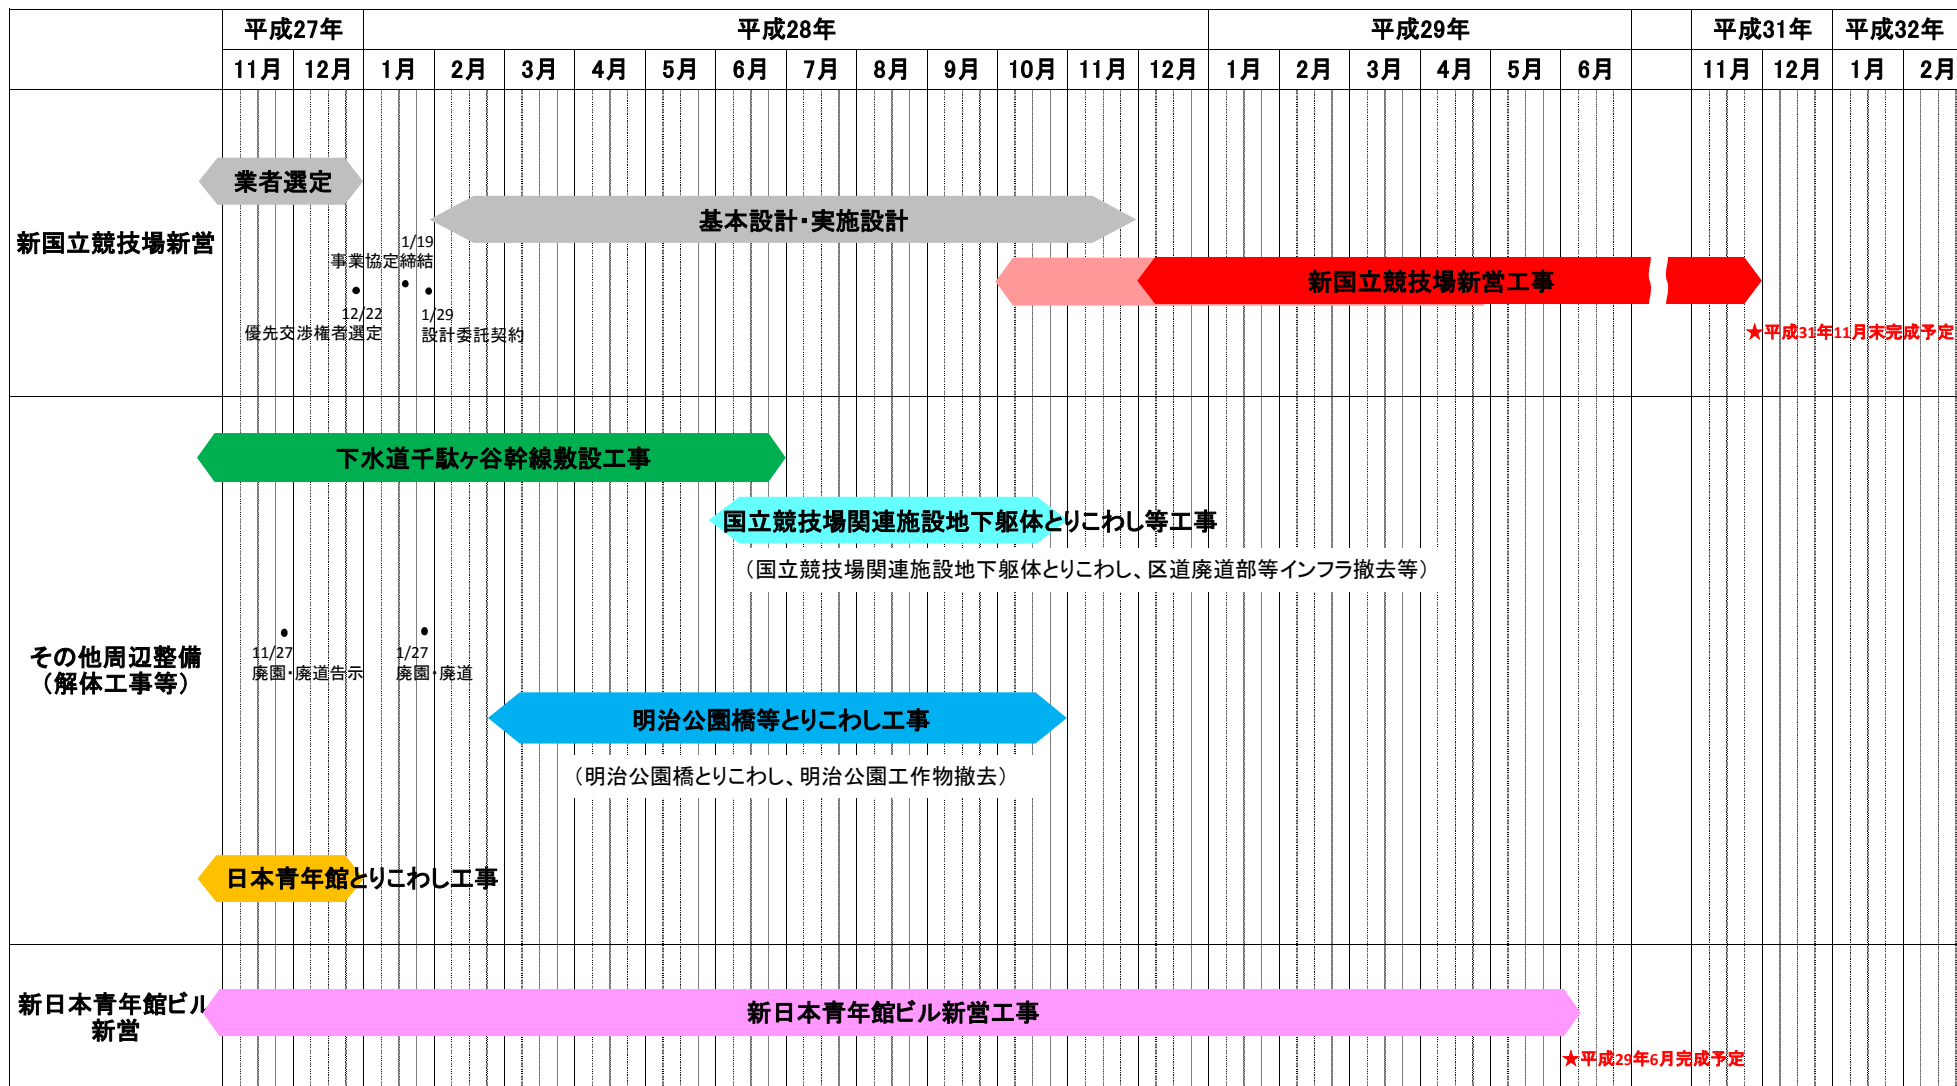 平成27年 平成28年 平成29年 平成31年 平成32年
11月 12月 1月 2月 3月 4月 5月 6月 7月 8月 9月 10月 11月 12月 1月 2月 3月 4月 5月 6月 11月 12月 1月 2月
新国立競技場新営
業者選定
基本設計・実施設計
1/19
事業協定締結
新国立競技場新営工事
12/22
優先交渉権者選定
1/29
設計委託契約
★平成31年11月末完成予定
その他周辺整備
（解体工事等）
下水道千駄ヶ谷幹線敷設工事
国立競技場関連施設地下躯体とりこわし等工事
（国立競技場関連施設地下躯体とりこわし、区道廃道部等インフラ撤去等）
11/27
廃園・廃道告示
1/27
廃園・廃道
明治公園橋等とりこわし工事
（明治公園橋とりこわし、明治公園工作物撤去）
日本青年館とりこわし工事
新日本青年館ビル
新営
新日本青年館ビル新営工事
★平成29年6月完成予定